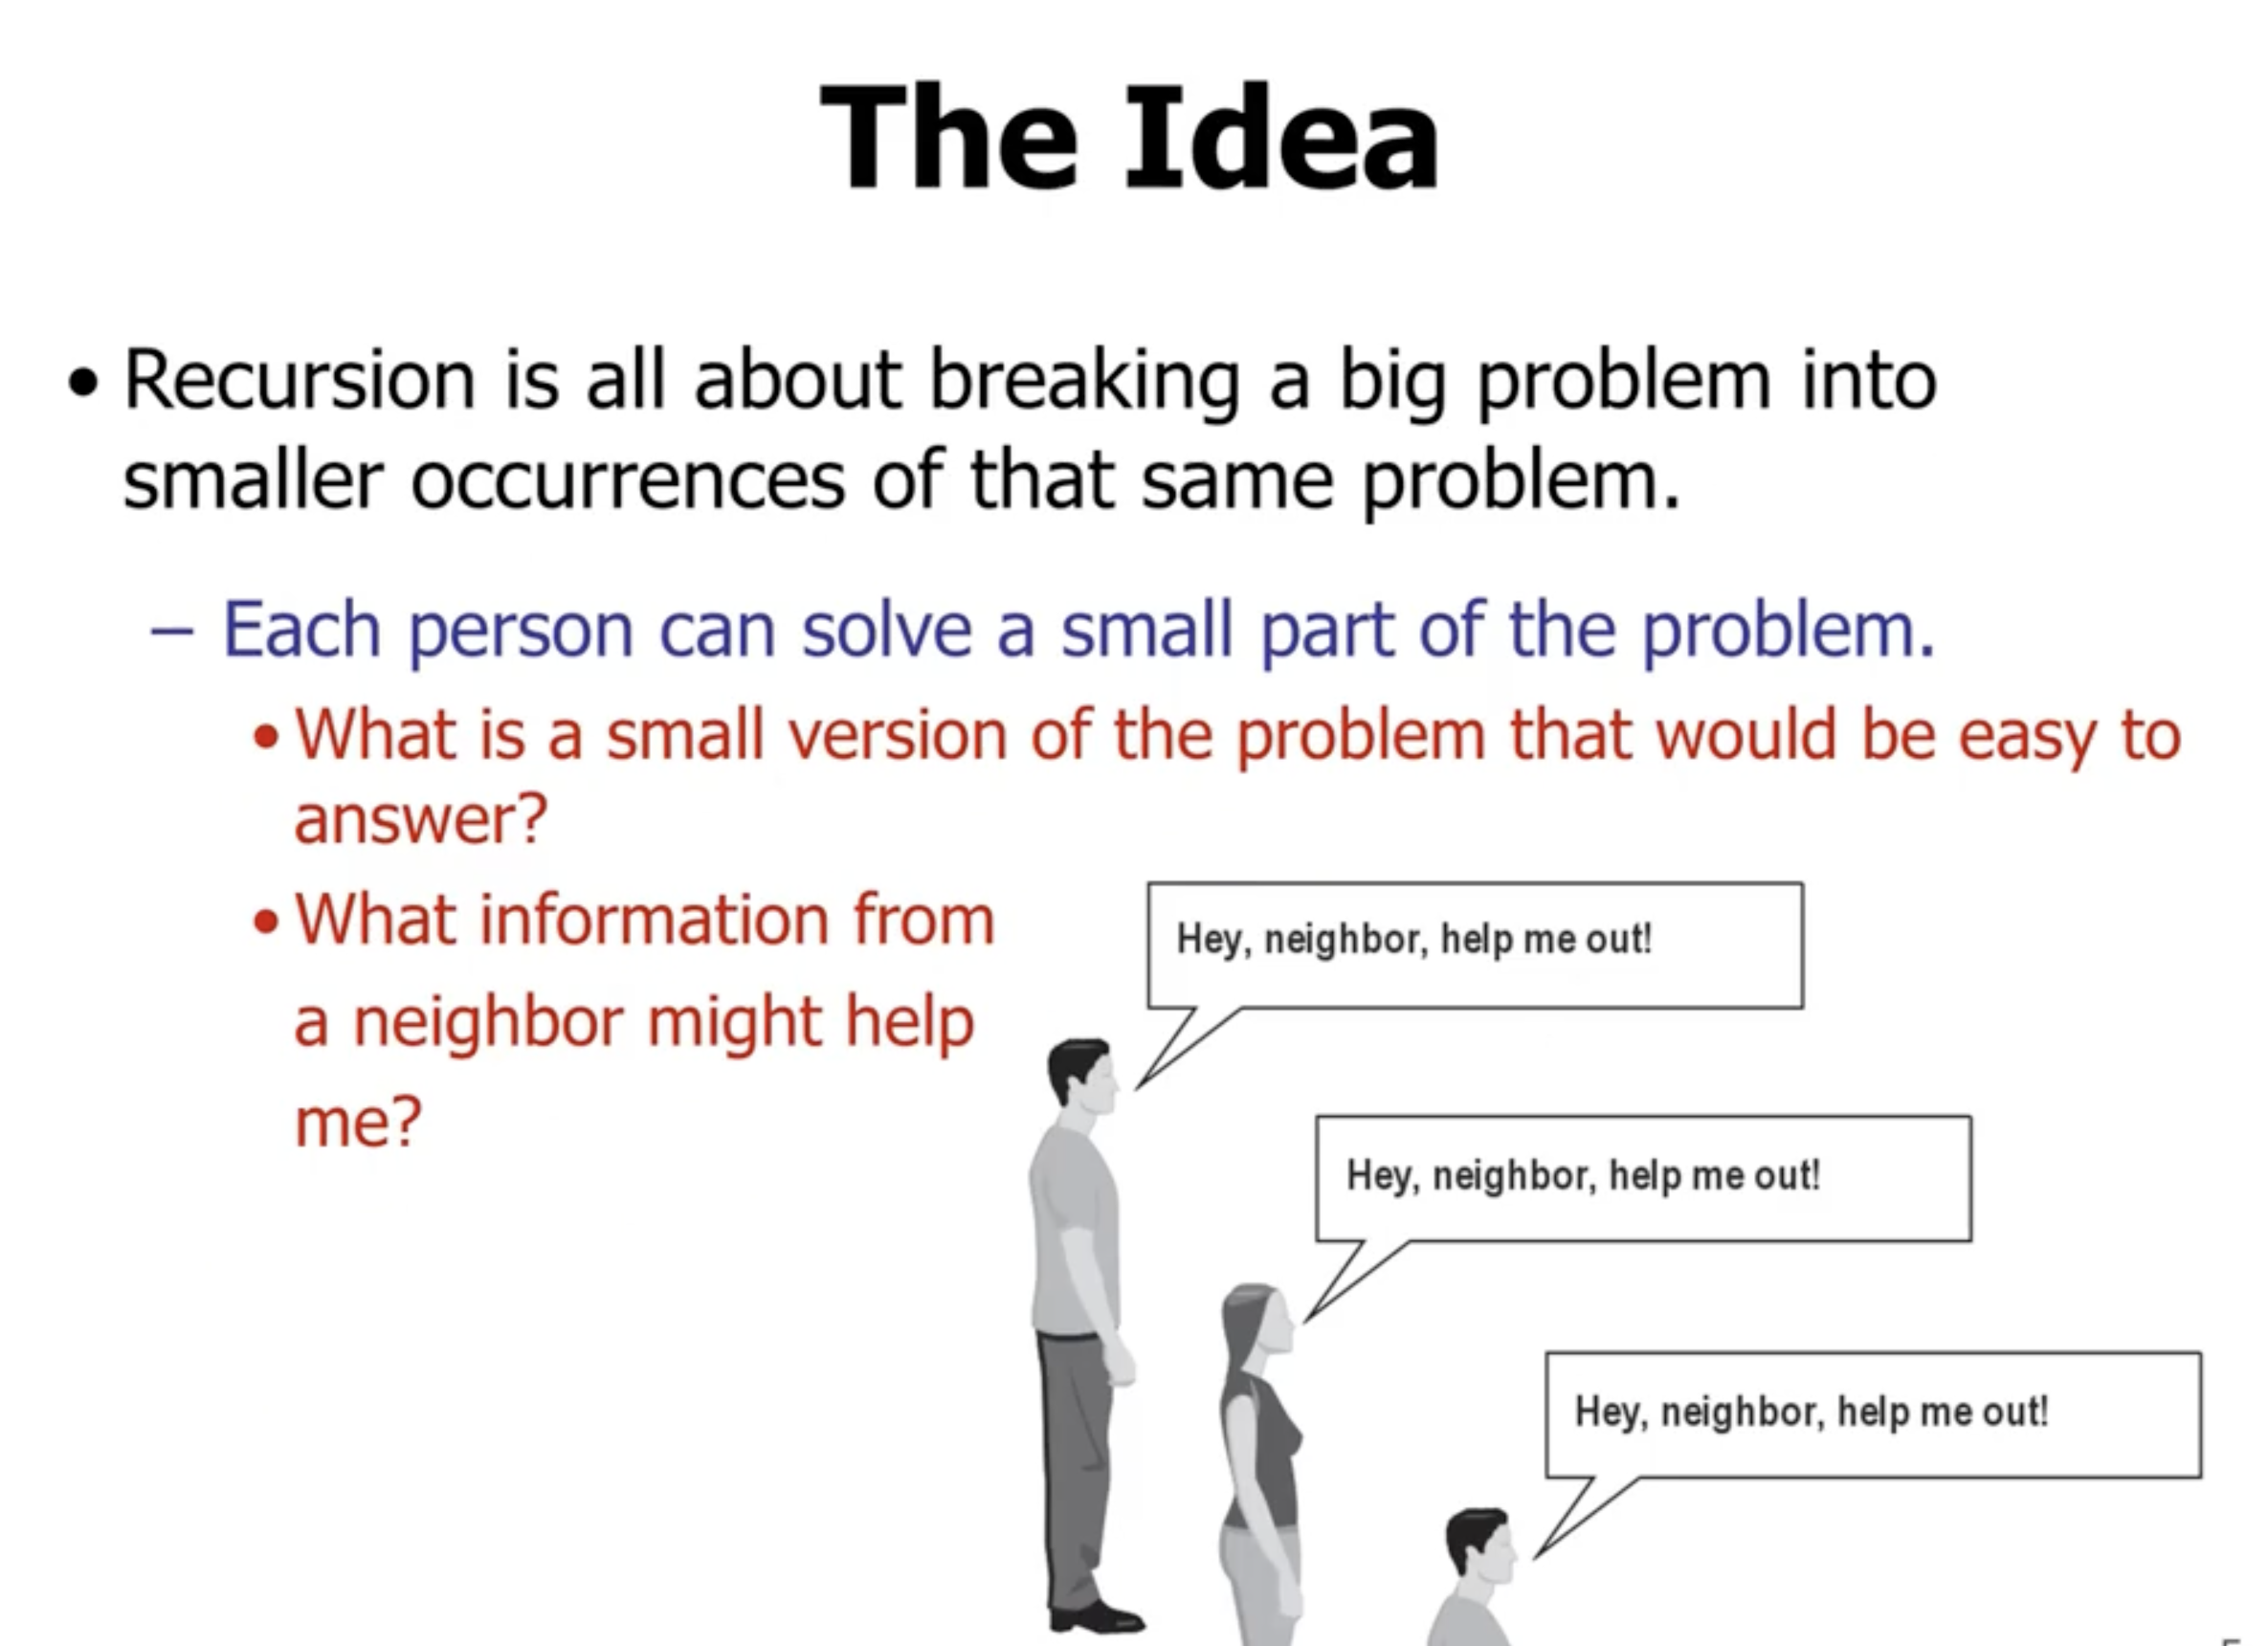 The Idea
• Recursion is all about breaking a big problem into
smaller occurrences of that same problem.
– Each person can solve a small part of the problem.
• What is a small version of the problem that would be easy to
answer?
• What information from
a neighbor might help
me?
Hey, neighbor, help me out!
Hey, neighbor, help me out!
Hey, neighbor, help me out!